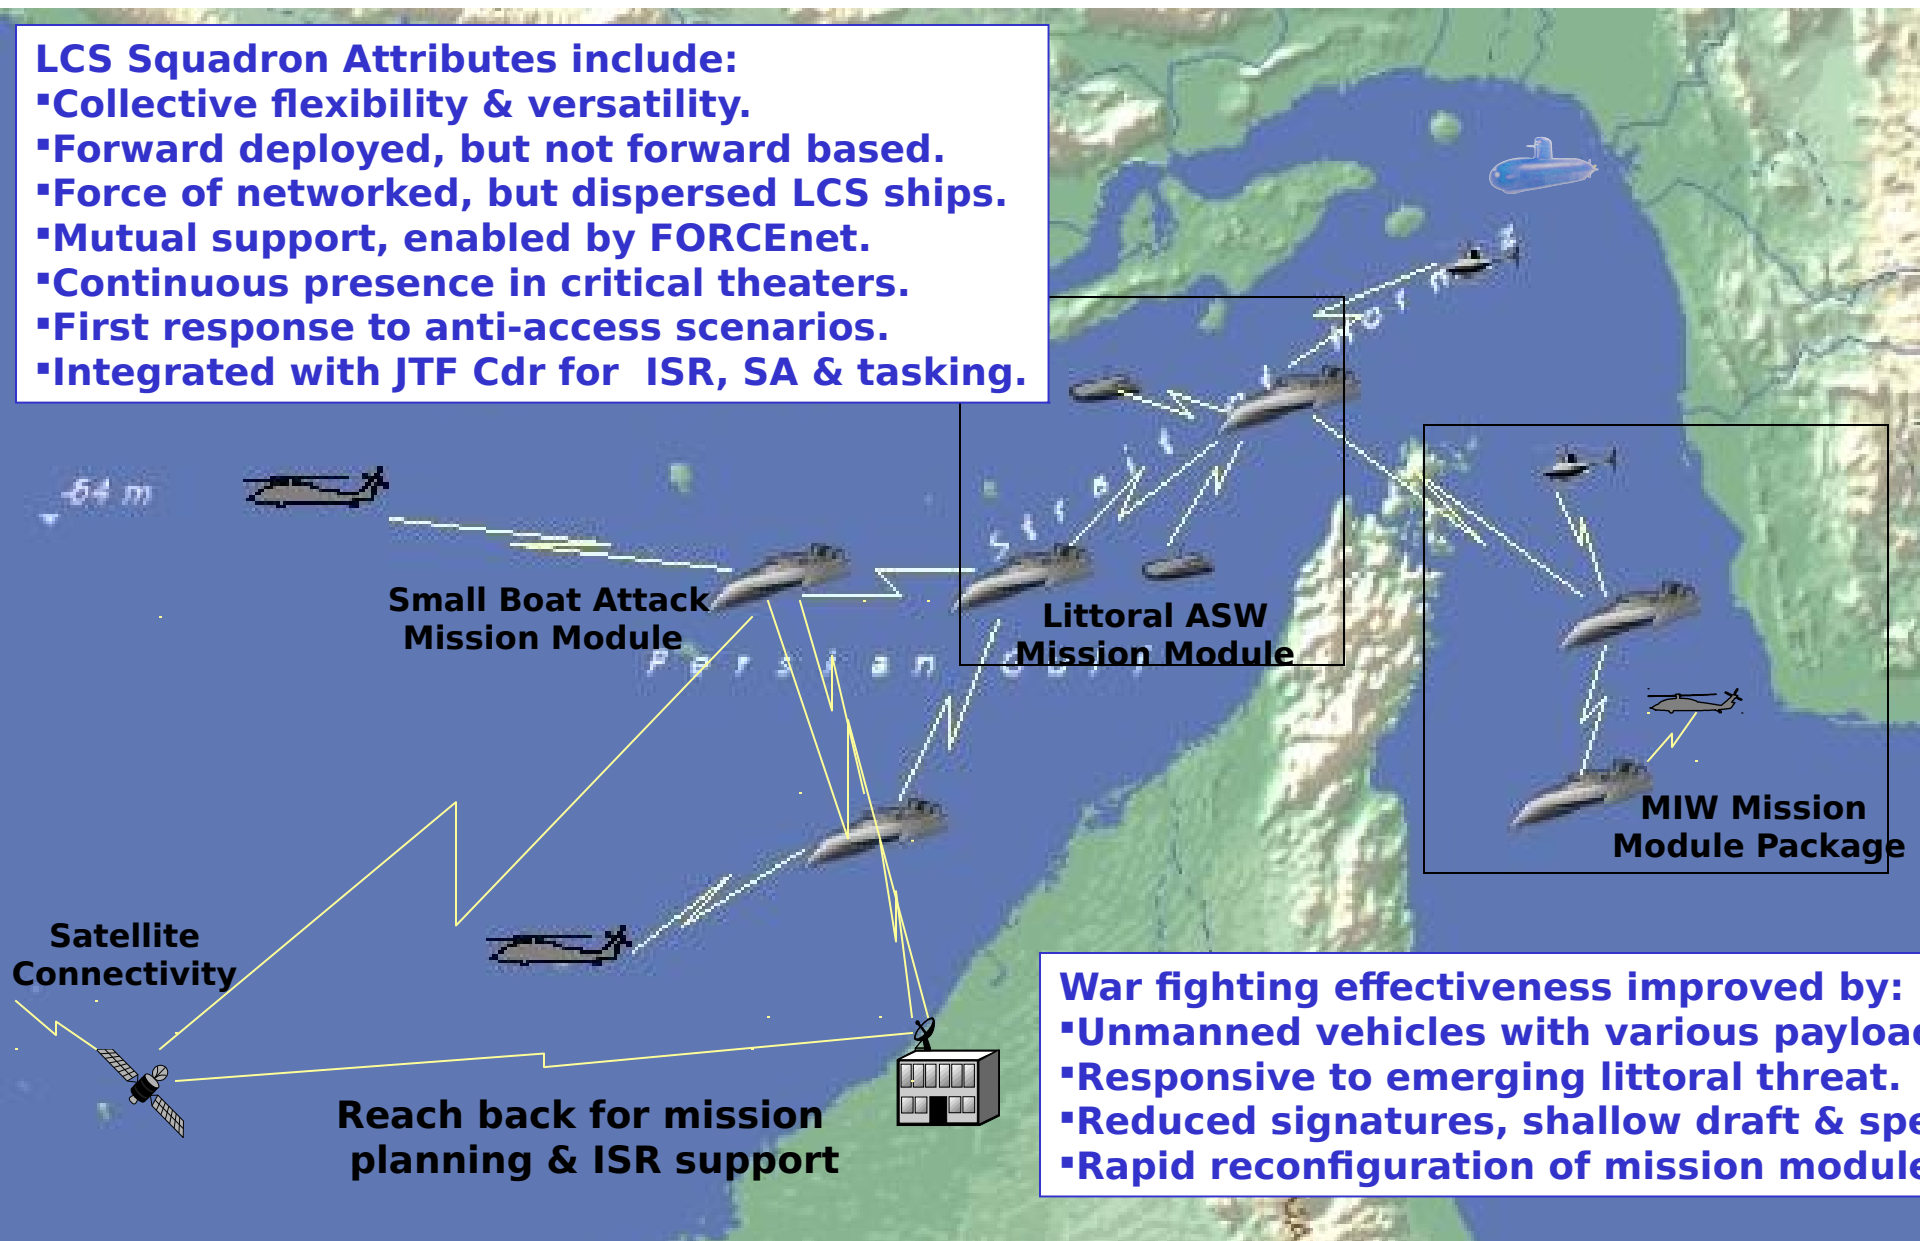 LCS Squadron Attributes include:
▪Collective flexibility & versatility.
▪Forward deployed, but not forward based.
▪Force of networked, but dispersed LCS ships.
▪Mutual support, enabled by FORCEnet.
▪Continuous presence in critical theaters.
▪First response to anti-access scenarios.
▪Integrated with JTF Cdr for  ISR, SA & tasking.
-64 m
Strait
Small Boat Attack
Mission Module
Littoral ASW
Mission Module
Persian Gulf
MIW Mission
Module Package
Satellite
Connectivity
Reach back for mission
planning & ISR support
War fighting effectiveness improved by:
▪Unmanned vehicles with various payloa
▪Responsive to emerging littoral threat.
▪Reduced signatures, shallow draft & spe
▪Rapid reconfiguration of mission module